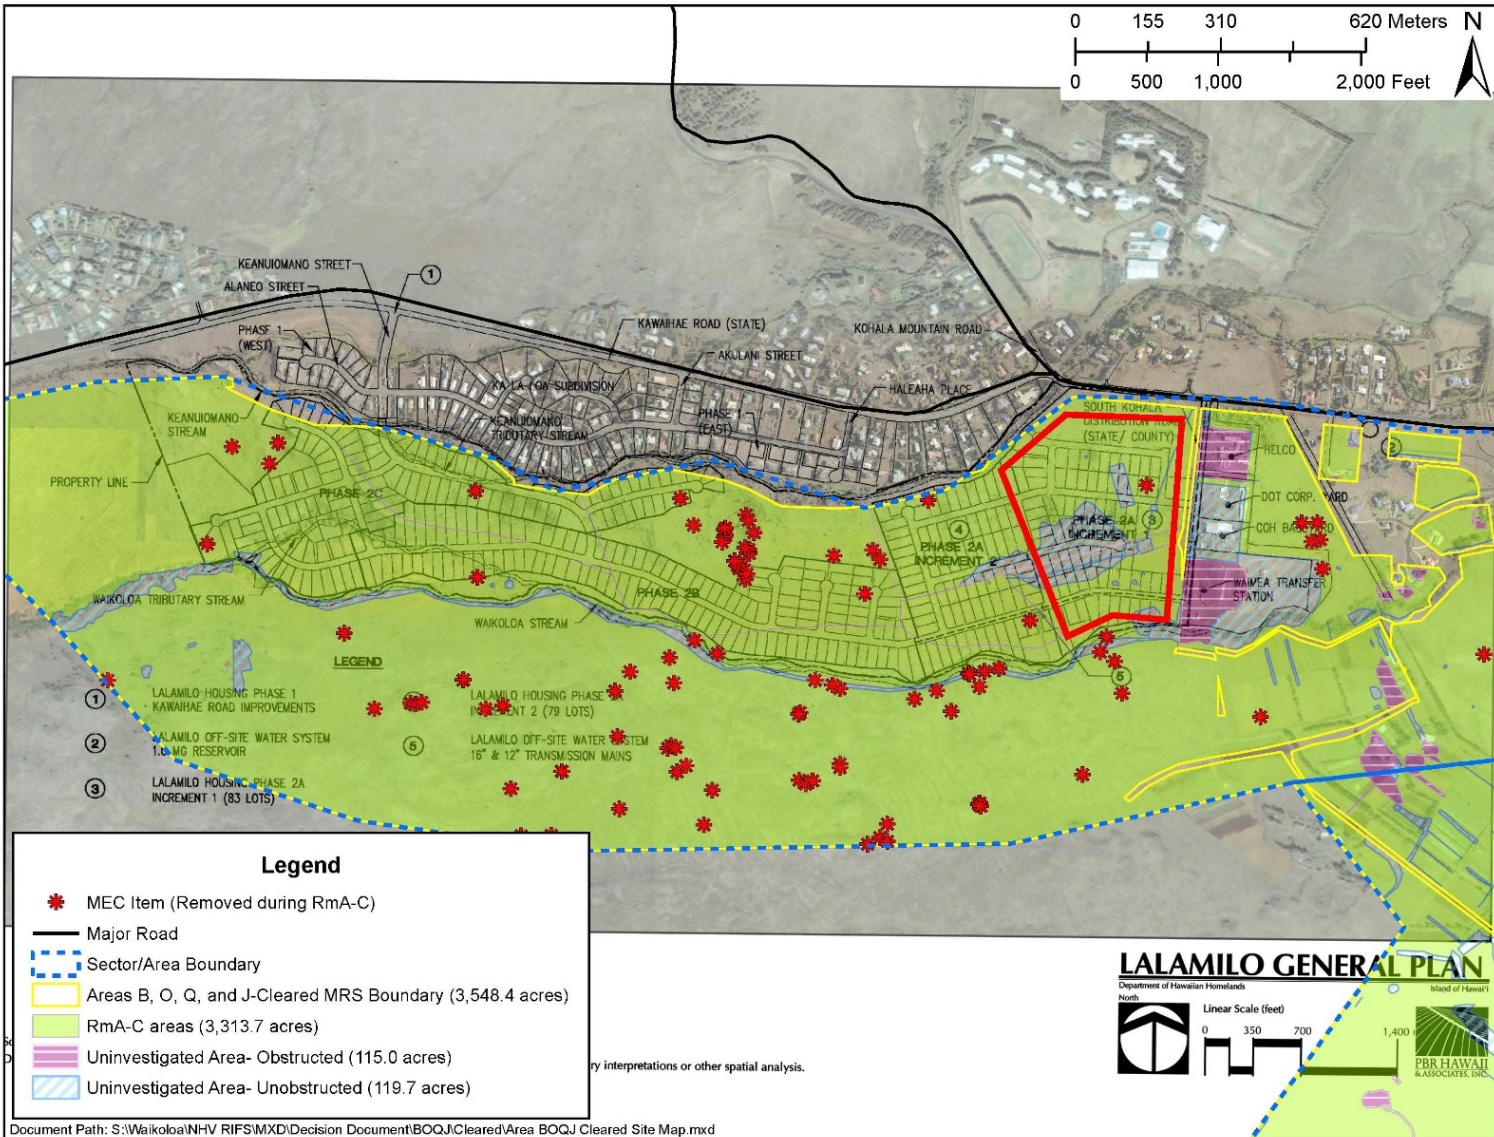 0 155 310 620 Meters
N
0 500 1,000 2,000 Feet
KEANUIOMANO STREET
1
ALANEO STREET
PHASE 1
(WEST)
KAWAIHAE ROAD (STATE)
KOHALA MOUNTAIN ROAD
AKULANI STREET
KA LA LOA SUBDIVISION
HALEAHA PLACE
KEANUIOMANO
STREAM
KEANUIOMANO
TRIBUTARY STREAM
PHASE 1
(EAST)
SOUTH KOHALA
DISTRIBUTION ROAD
(STATE/ COUNTY)
HELCO
2
PROPERTY LINE
PHASE 2C
DOT CORP. YARD
4
PHASE 2A
INCREMENT 2
PHASE 2A
3
INCREMENT 1
COH BASEYARD
WAIKOLOA TRIBUTARY STREAM
PHASE 2B
WAIMEA TRANSFER
STATION
WAIKOLOA STREAM
5
LEGEND
1
LALAMILO HOUSING PHASE 1
KAWAIHAE ROAD IMPROVEMENTS
2
LALAMILO OFF-SITE WATER SYSTEM
MG RESERVOIR
3
LALAMILO HOUSING PHASE 2A
INCREMENT 1 (83 LOTS)
LALAMILO HOUSING PHASE
2 (79 LOTS)
5
LALAMILO OFF-SITE WATER SYSTEM
16" & 12" TRANSMISSION MAINS
Legend
MEC Item (Removed during RmA-C)
Major Road
Sector/Area Boundary
Areas B, O, Q, and J-Cleared MRS Boundary (3,548.4 acres)
RmA-C areas (3,313.7 acres)
Uninvestigated Area- Obstructed (115.0 acres)
Uninvestigated Area- Unobstructed (119.7 acres)
ry interpretations or other spatial analysis.
LALAMILO GENERAL PLAN
Department of Hawaiian Homelands
Island of Hawai'i
North
Linear Scale (feet)
0 350 700 1,400
PBR HAWAII
& ASSOCIATES, INC.
Document Path: S:\Waikoloa\NHV RIFS\MXD\Decision Document\BOQJ\Cleared\Area BOQJ Cleared Site Map.mxd